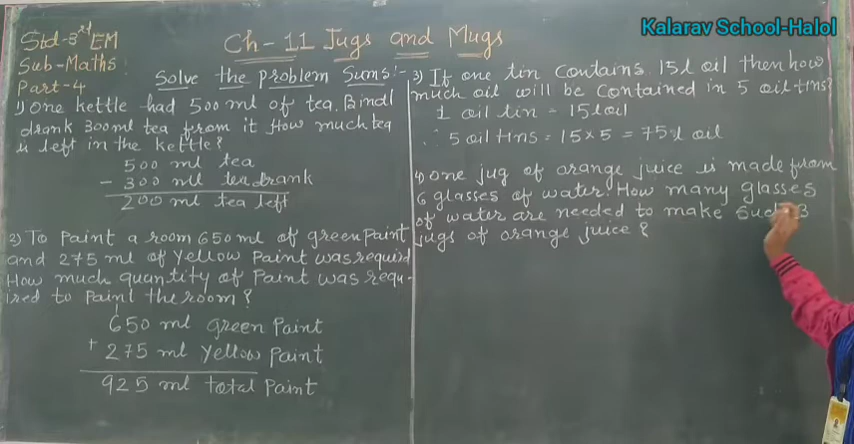 Kalarav School-Halol
Std-3rd EM
Sub-Maths:
Part-4
Ch-11 Jugs and Mugs
Solve the problem Sums:-
1) One kettle had 500 ml of tea. Bindl
drank 300ml tea from it How much tea
is left in the kettle?
500 ml tea
- 300 ml tea drank
200 ml tea left
2) To Paint a room 650 ml of green Paint
and 275 ml of Yellow Paint was requird
How much quantity of Paint was requ-
ired to Paint the room?
1
650 ml green Paint
+ 275 ml Yellow Paint
925 ml total Paint
3) If one tin contains 15l oil then how
much oil will be contained in 5 oil-tins?
1 oil tin = 15l oil
∴ 5 oil tins = 15 x 5 = 75l oil
4) One jug of orange juice is made from
6 glasses of water. How many glasses
of water are needed to make such 3
jugs of orange juice?